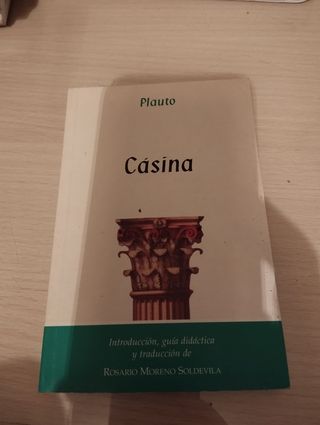 Plauto
Cásina
Introducción, guía didáctica
y traducción de
ROSARIO MORENO SOLDEVILA